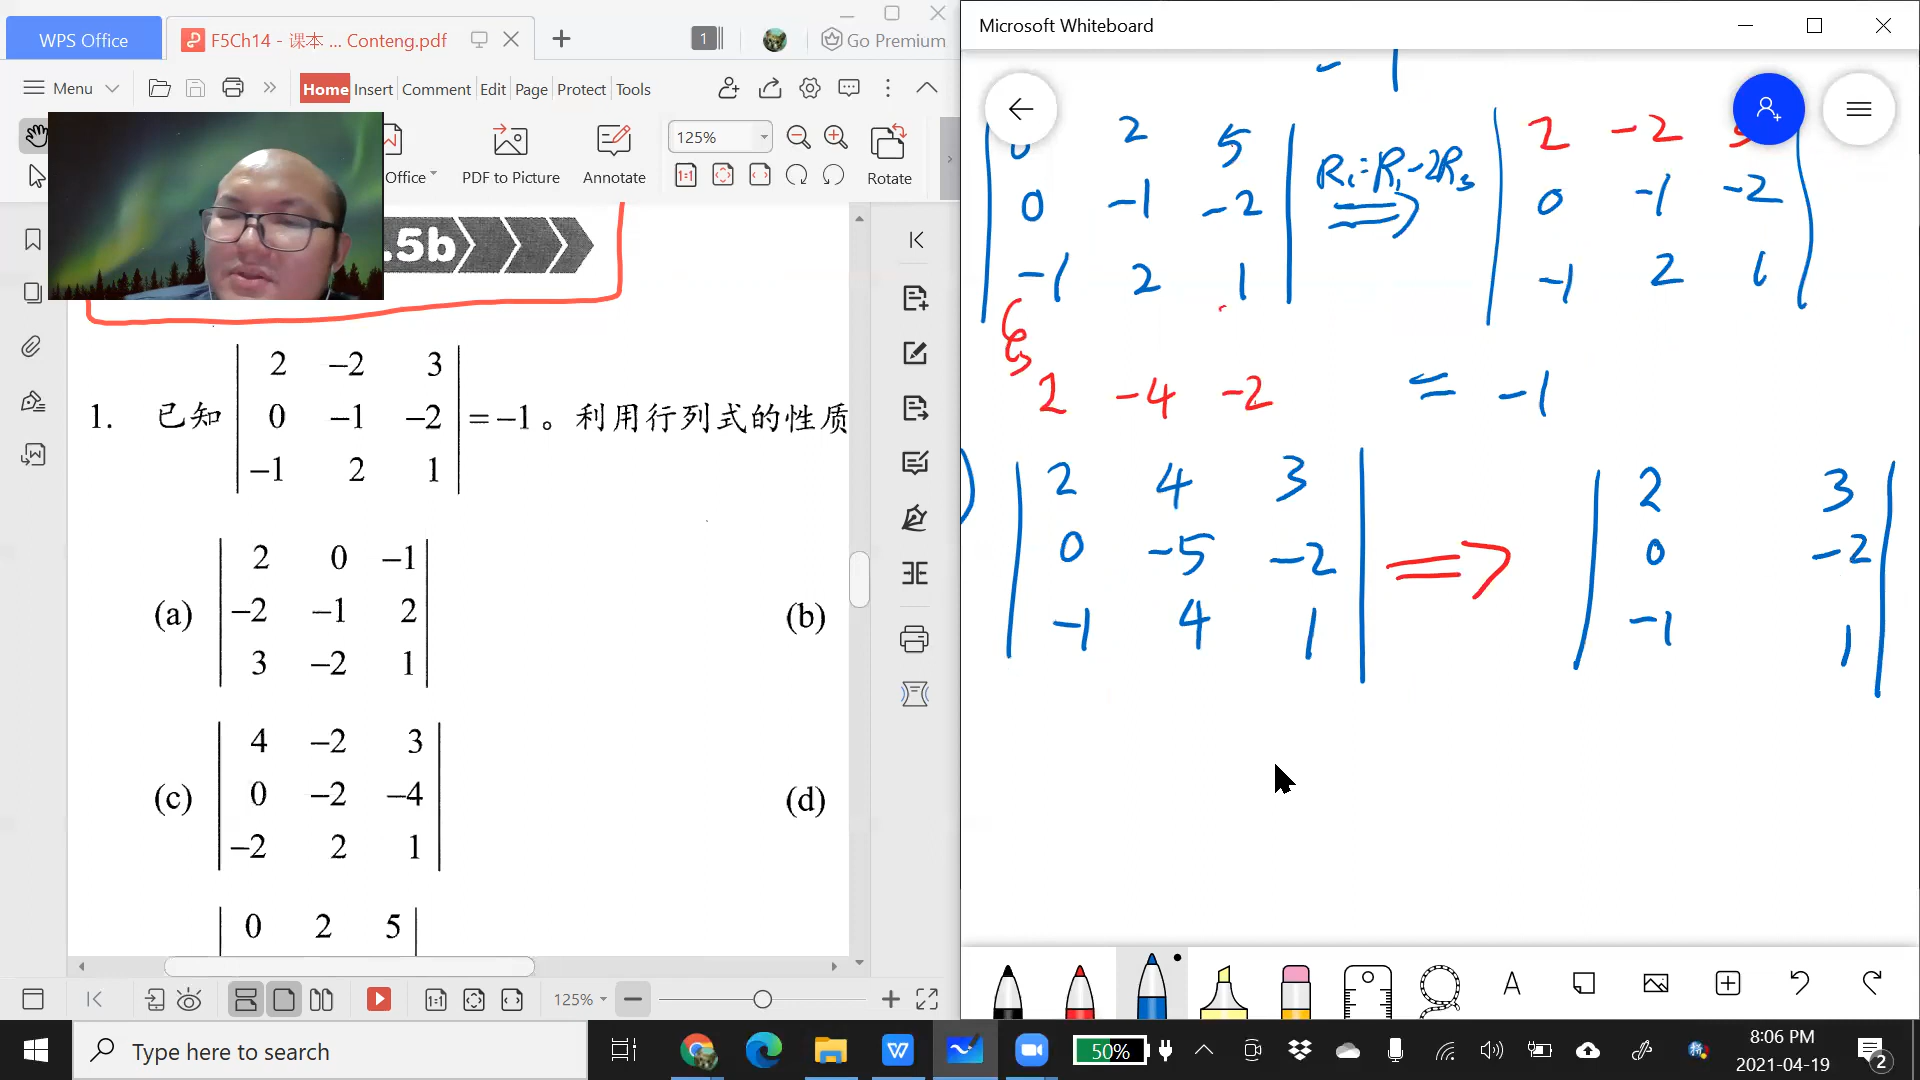 WPS Office
F5Ch14 - 课本 ... Conteng.pdf
1
Go Premium
Menu
Home
Insert
Comment
Edit
Page
Protect
Tools
Office
PDF to Picture
Annotate
125%
Rotate
.5b
1. 已知 | 2 −2 3 |
| 0 −1 −2 | = −1。利用行列式的性质
| −1 2 1 |
(a) | 2 0 −1 |
| −2 −1 2 |
| 3 −2 1 |
(b)
(c) | 4 −2 3 |
| 0 −2 −4 |
| −2 2 1 |
(d)
| 0 2 5 |
125%
Microsoft Whiteboard
= 1
| 0 2 5 | R₁=R₁-2R₃ | 2 -2 3 |
| 0 -1 -2 | ⇒ | 0 -1 -2 |
| -1 2 1 | | -1 2 1 |
2 -4 -2 = -1
) | 2 4 3 | | 2 3 |
| 0 -5 -2 | ⇒ | 0 -2 |
| -1 4 1 | | -1 1 |
Type here to search
50%
8:06 PM
2021-04-19
2